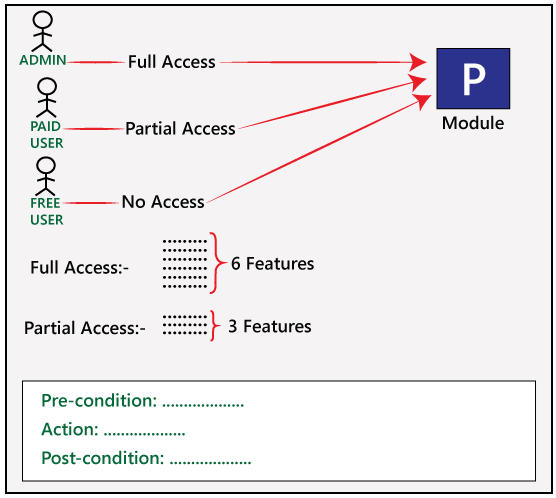 ADMIN Full Access
P
Module
PAID
USER
Partial Access
FREE
USER
No Access
Full Access:- 6 Features
Partial Access:- 3 Features
Pre-condition: ...................
Action: ...................
Post-condition: ...................